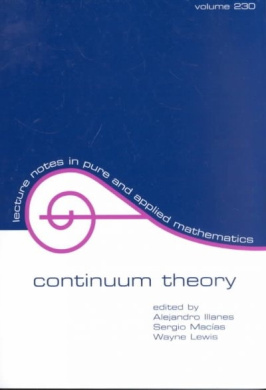 volume 230
lecture notes in pure and applied mathematics
continuum theory
edited by
Alejandro Illanes
Sergio Macías
Wayne Lewis